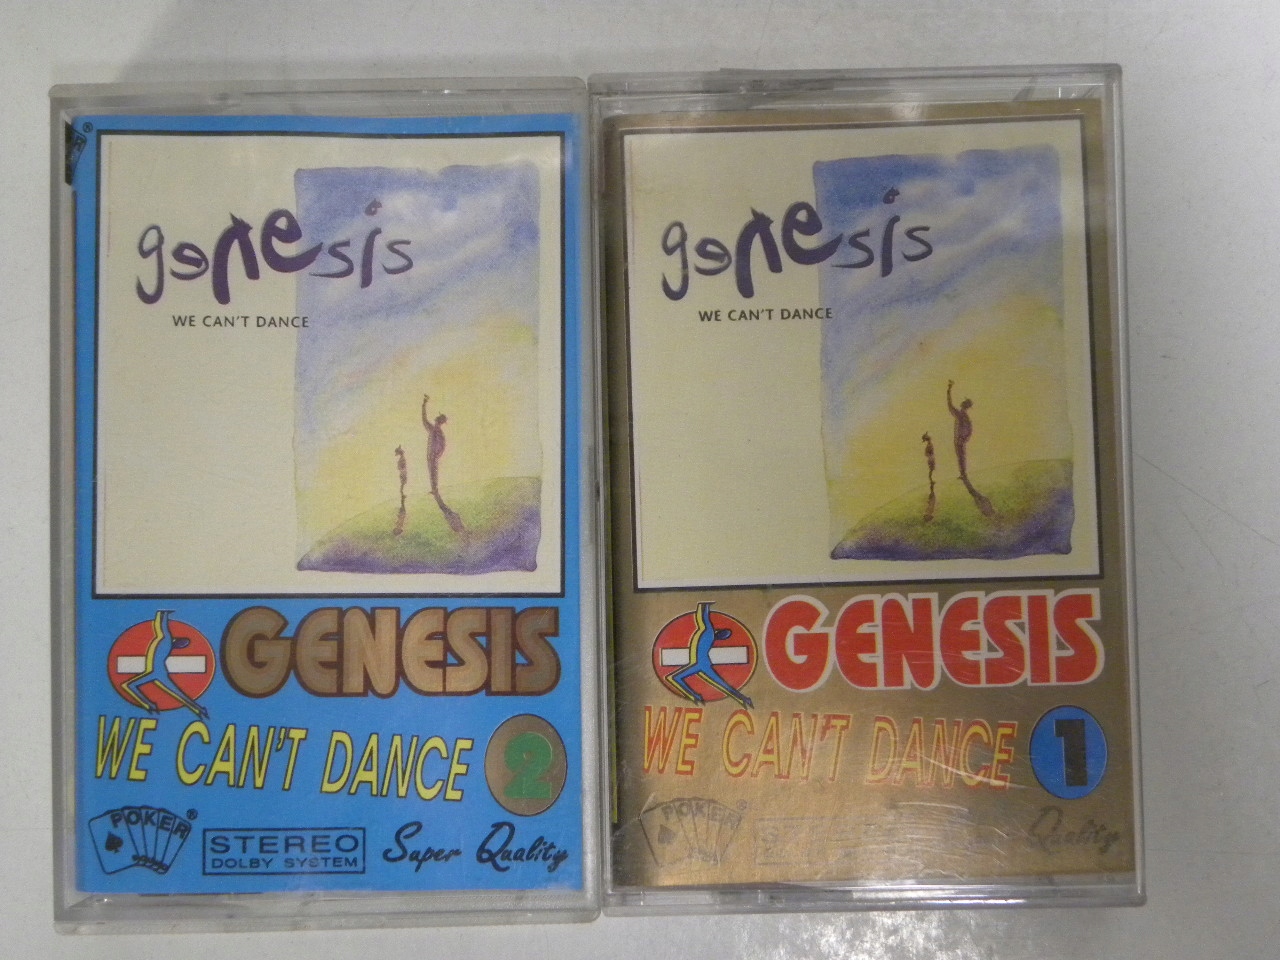 genesis
WE CAN'T DANCE
GENESIS
WE CAN'T DANCE
2
POKER®
STEREO
DOLBY SYSTEM
Super Quality
genesis
WE CAN'T DANCE
GENESIS
WE CAN'T DANCE
1
POKER®
Quality